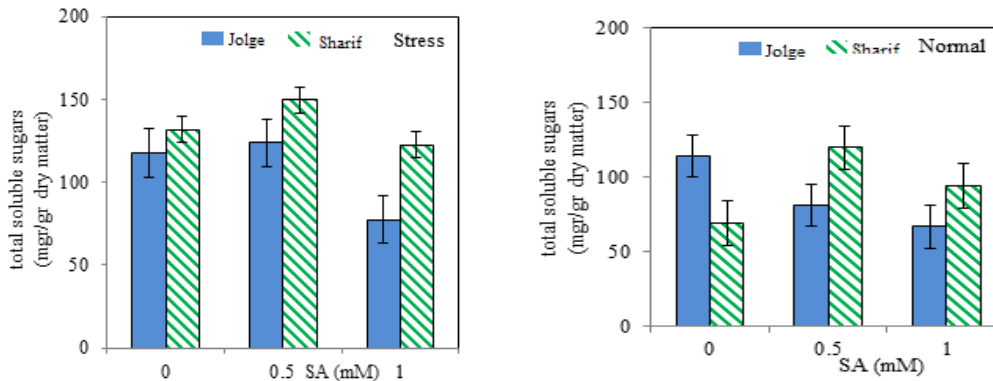 200
150
100
50
0
total soluble sugars
(mgr/gr dry matter)
Jolge Sharif Stress
0 0.5 SA (mM) 1
200
150
100
50
0
total soluble sugars
(mgr/gr dry matter)
Jolge Sharif Normal
0 0.5 1
SA (mM)